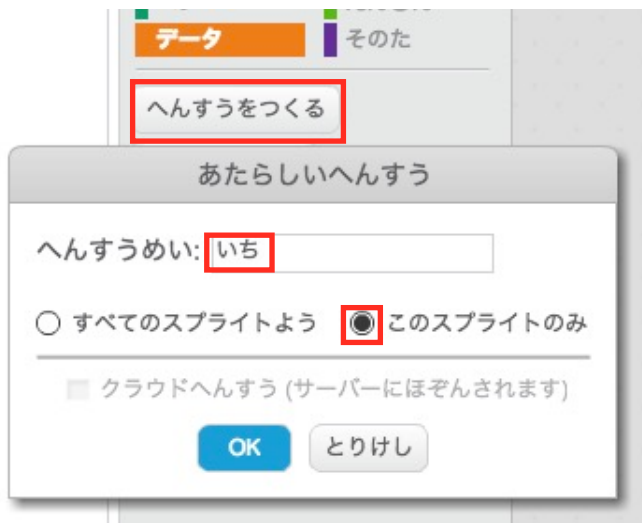 データ
そのた
へんすうをつくる
あたらしいへんすう
へんすうめい: いち
すべてのスプライトよう このスプライトのみ
クラウドへんすう (サーバーにほぞんされます)
OK とりけし